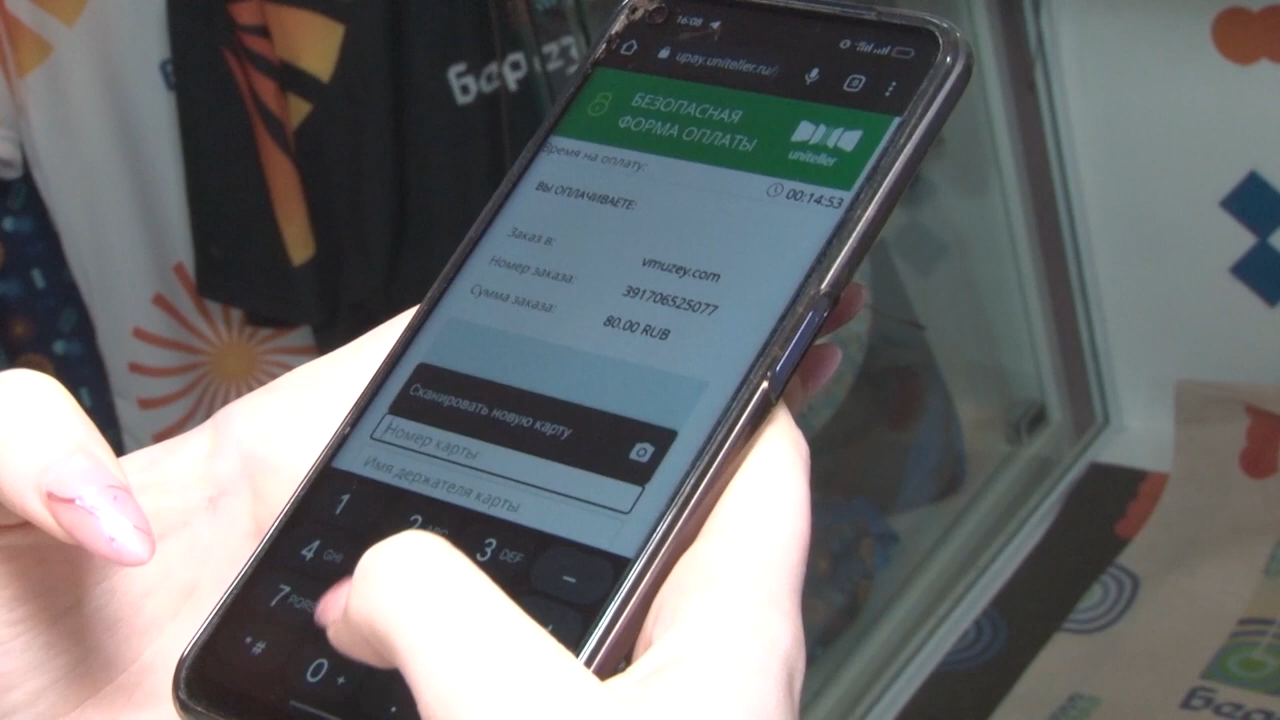 16:08
upay.uniteller.ru/
БЕЗОПАСНАЯ
ФОРМА ОПЛАТЫ
uniteller
Время на оплату:
00:14:53
ВЫ ОПЛАЧИВАЕТЕ:
Заказ в:
vmuzey.com
Номер заказа:
391706525077
Сумма заказа:
80.00 RUB
Сканировать новую карту
Номер карты
Имя держателя карты
1
2 ABC
3 DEF
–
4 GHI
7 PQRS
*#
0 +